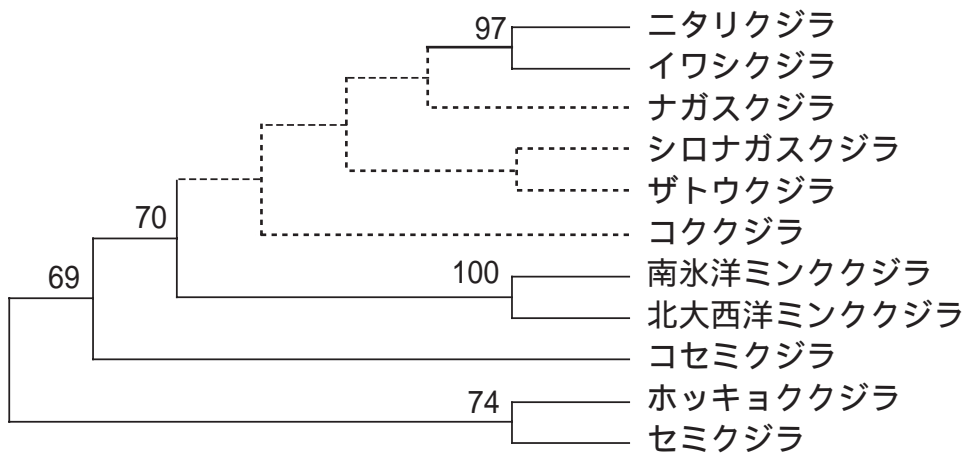 97
ニタリクジラ
イワシクジラ
ナガスクジラ
シロナガスクジラ
ザトウクジラ
70
コククジラ
69
100
南氷洋ミンククジラ
北大西洋ミンククジラ
コセミクジラ
74
ホッキョククジラ
セミクジラ